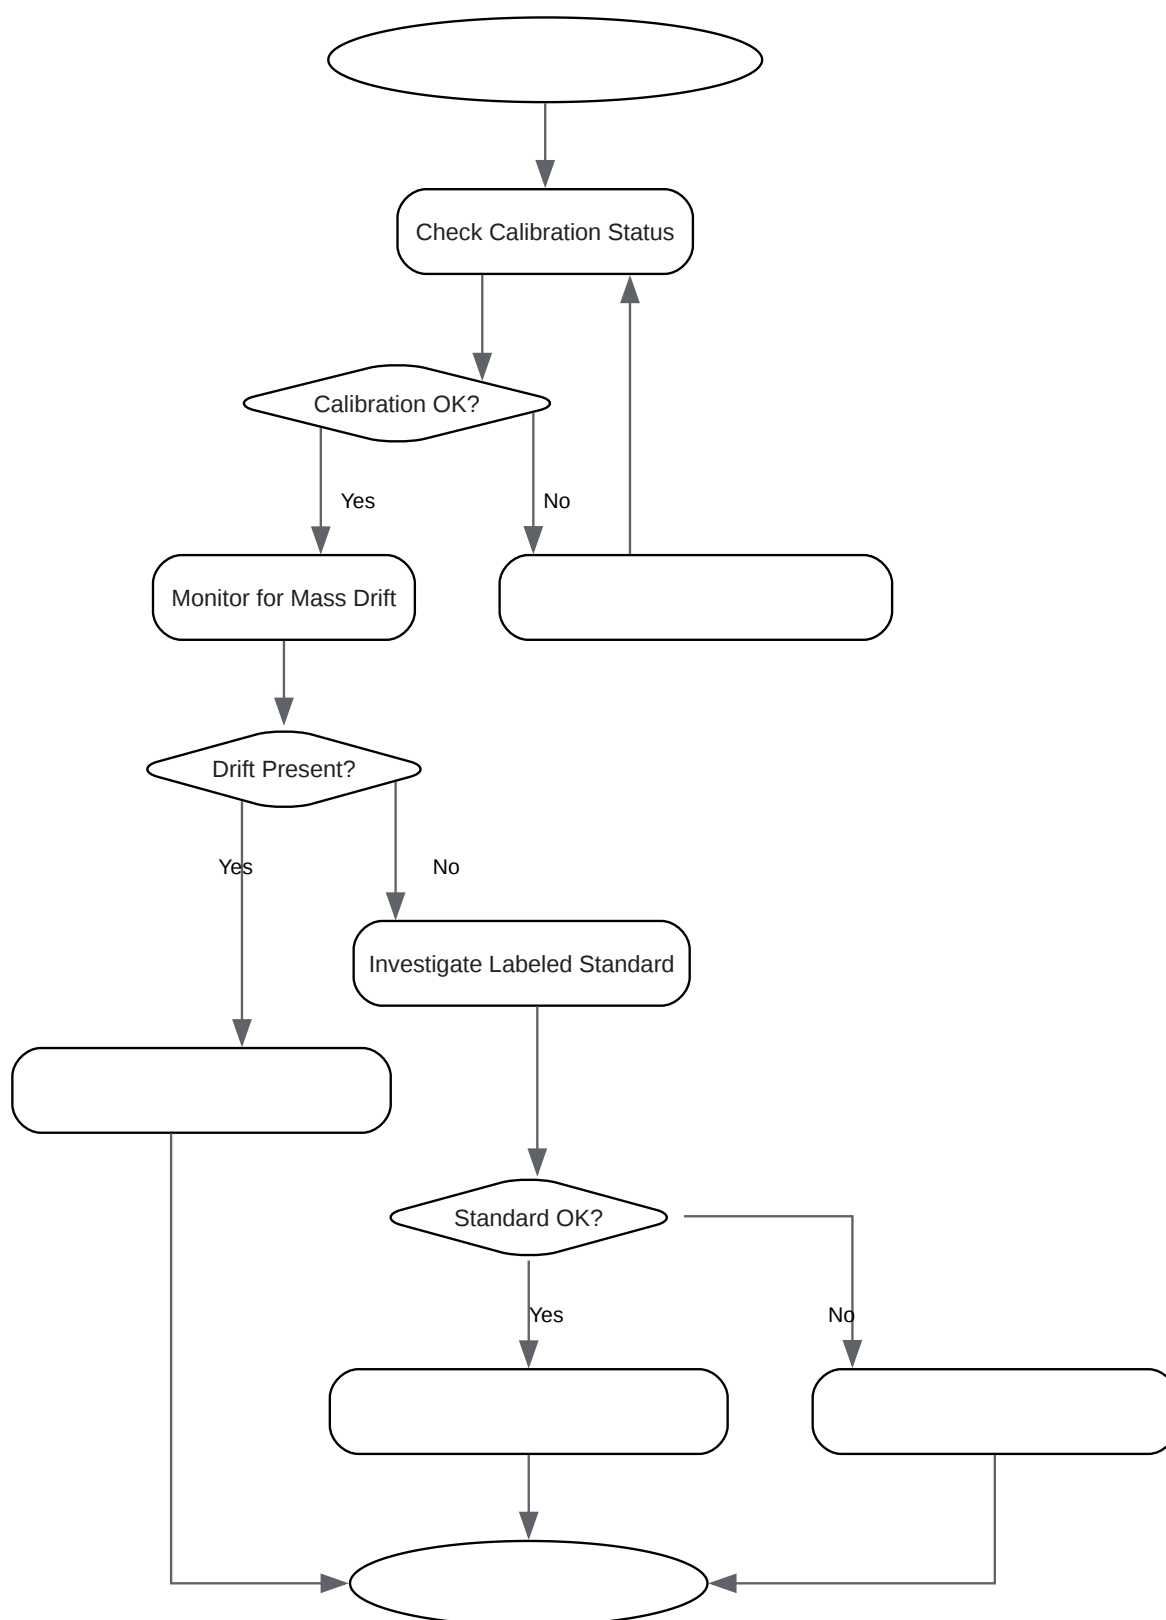 Check Calibration Status
Calibration OK?
Yes
No
Monitor for Mass Drift
Drift Present?
Yes
No
Investigate Labeled Standard
Standard OK?
Yes
No